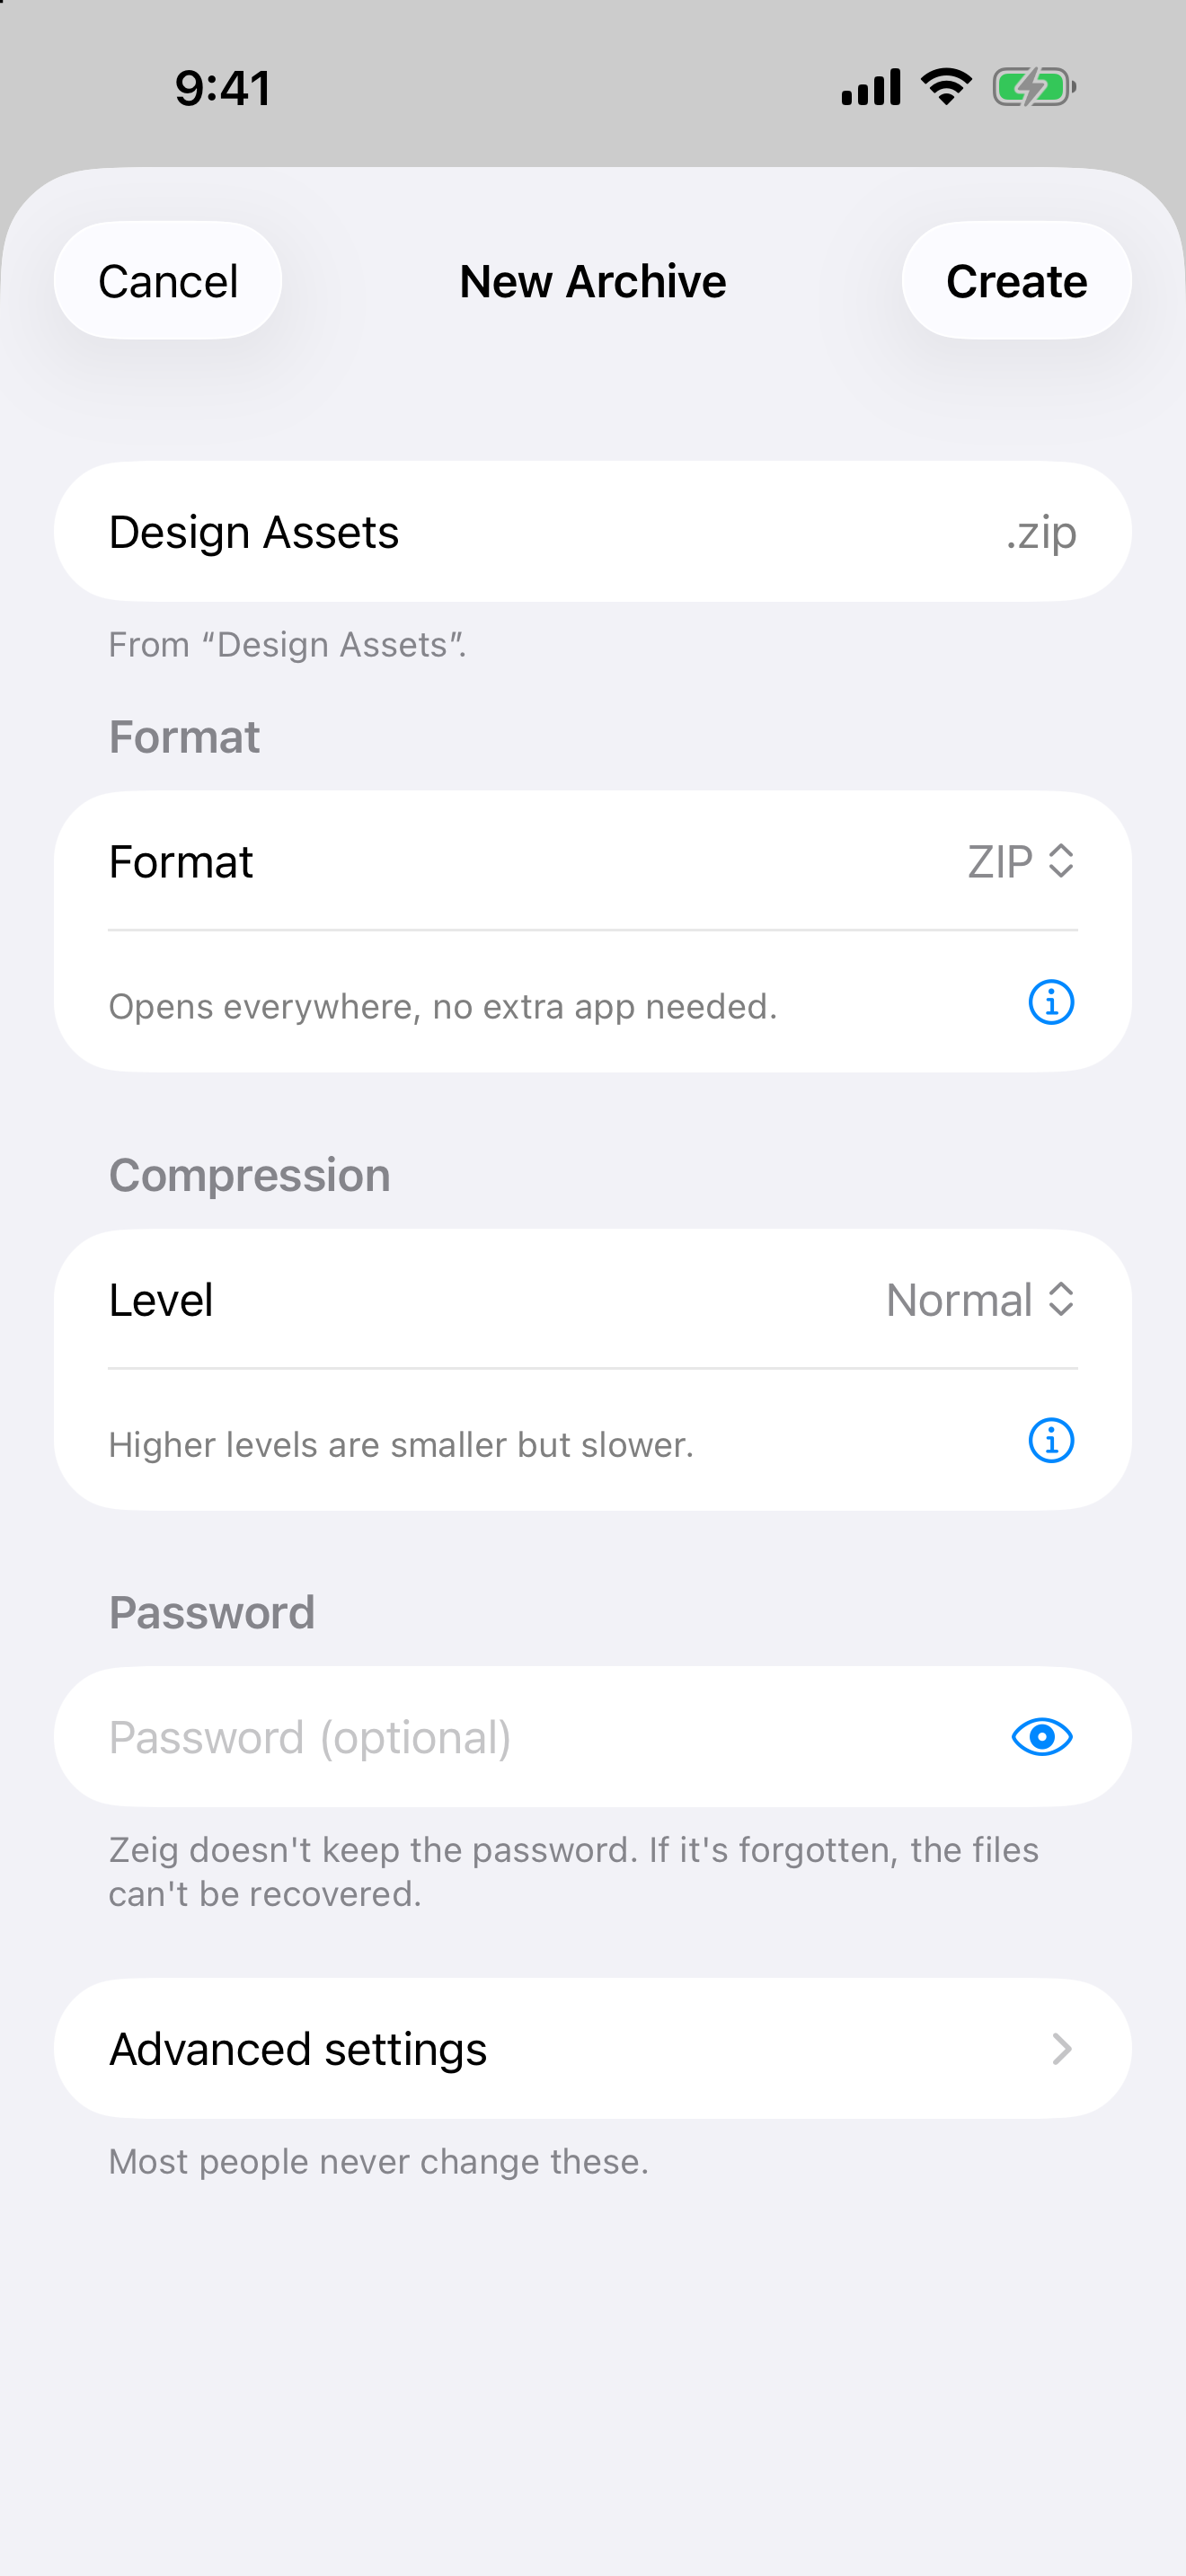 9:41
Cancel
New Archive
Create
Design Assets
.zip
From “Design Assets”.
Format
Format
ZIP
Opens everywhere, no extra app needed.
Compression
Level
Normal
Higher levels are smaller but slower.
Password
Password (optional)
Zeig doesn't keep the password. If it's forgotten, the files
can't be recovered.
Advanced settings
Most people never change these.